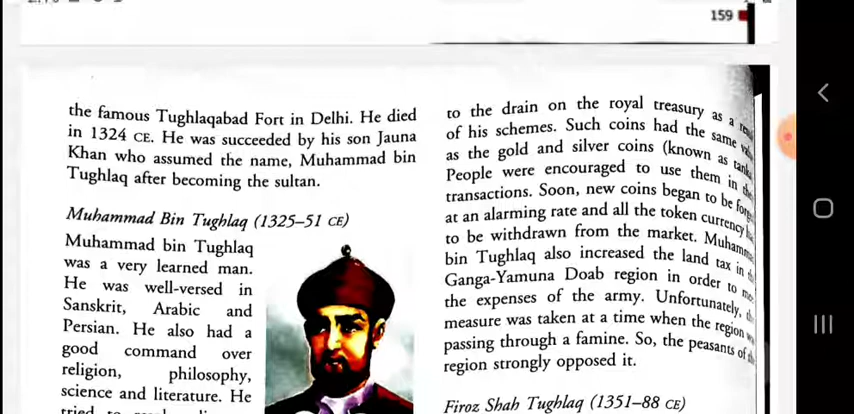 159
the famous Tughlaqabad Fort in Delhi. He died
in 1324 CE. He was succeeded by his son Jauna
Khan who assumed the name, Muhammad bin
Tughlaq after becoming the sultan.
Muhammad Bin Tughlaq (1325–51 CE)
Muhammad bin Tughlaq
was a very learned man.
He was well-versed in
Sanskrit, Arabic and
Persian. He also had a
good command over
religion, philosophy,
science and literature. He
to the drain on the royal treasury as a
of his schemes. Such coins had the same
as the gold and silver coins (known as
People were encouraged to use them in
transactions. Soon, new coins began to be
at an alarming rate and all the token currency
to be withdrawn from the market.
bin Tughlaq also increased the land tax in
Ganga-Yamuna Doab region in order to
the expenses of the army. Unfortunately,
measure was taken at a time when the region
passing through a famine. So, the peasants of
region strongly opposed it.
Firoz Shah Tughlaq (1351–88 CE)